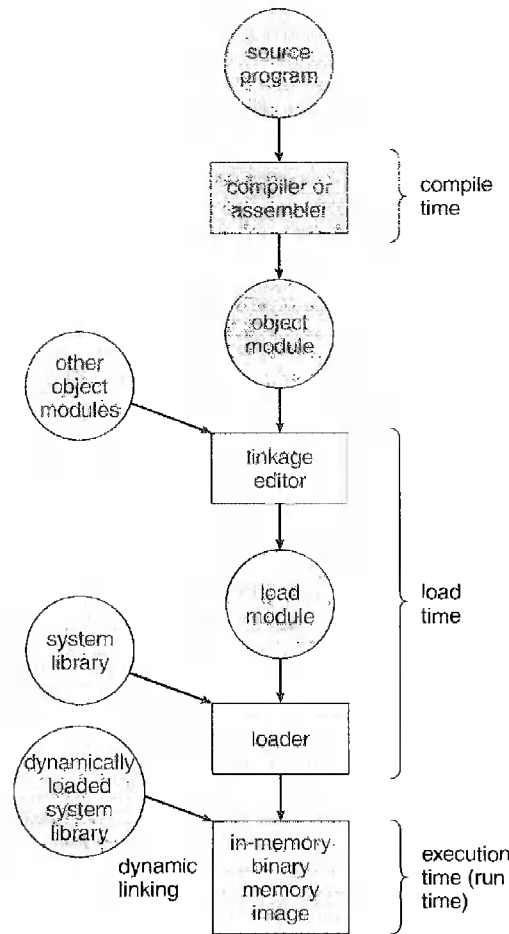 source
program
compiler or
assembler
compile
time
object
module
other
object
modules
linkage
editor
load
module
load
time
system
library
loader
dynamically
loaded
system
library
dynamic
linking
in-memory
binary
memory
image
execution
time (run
time)